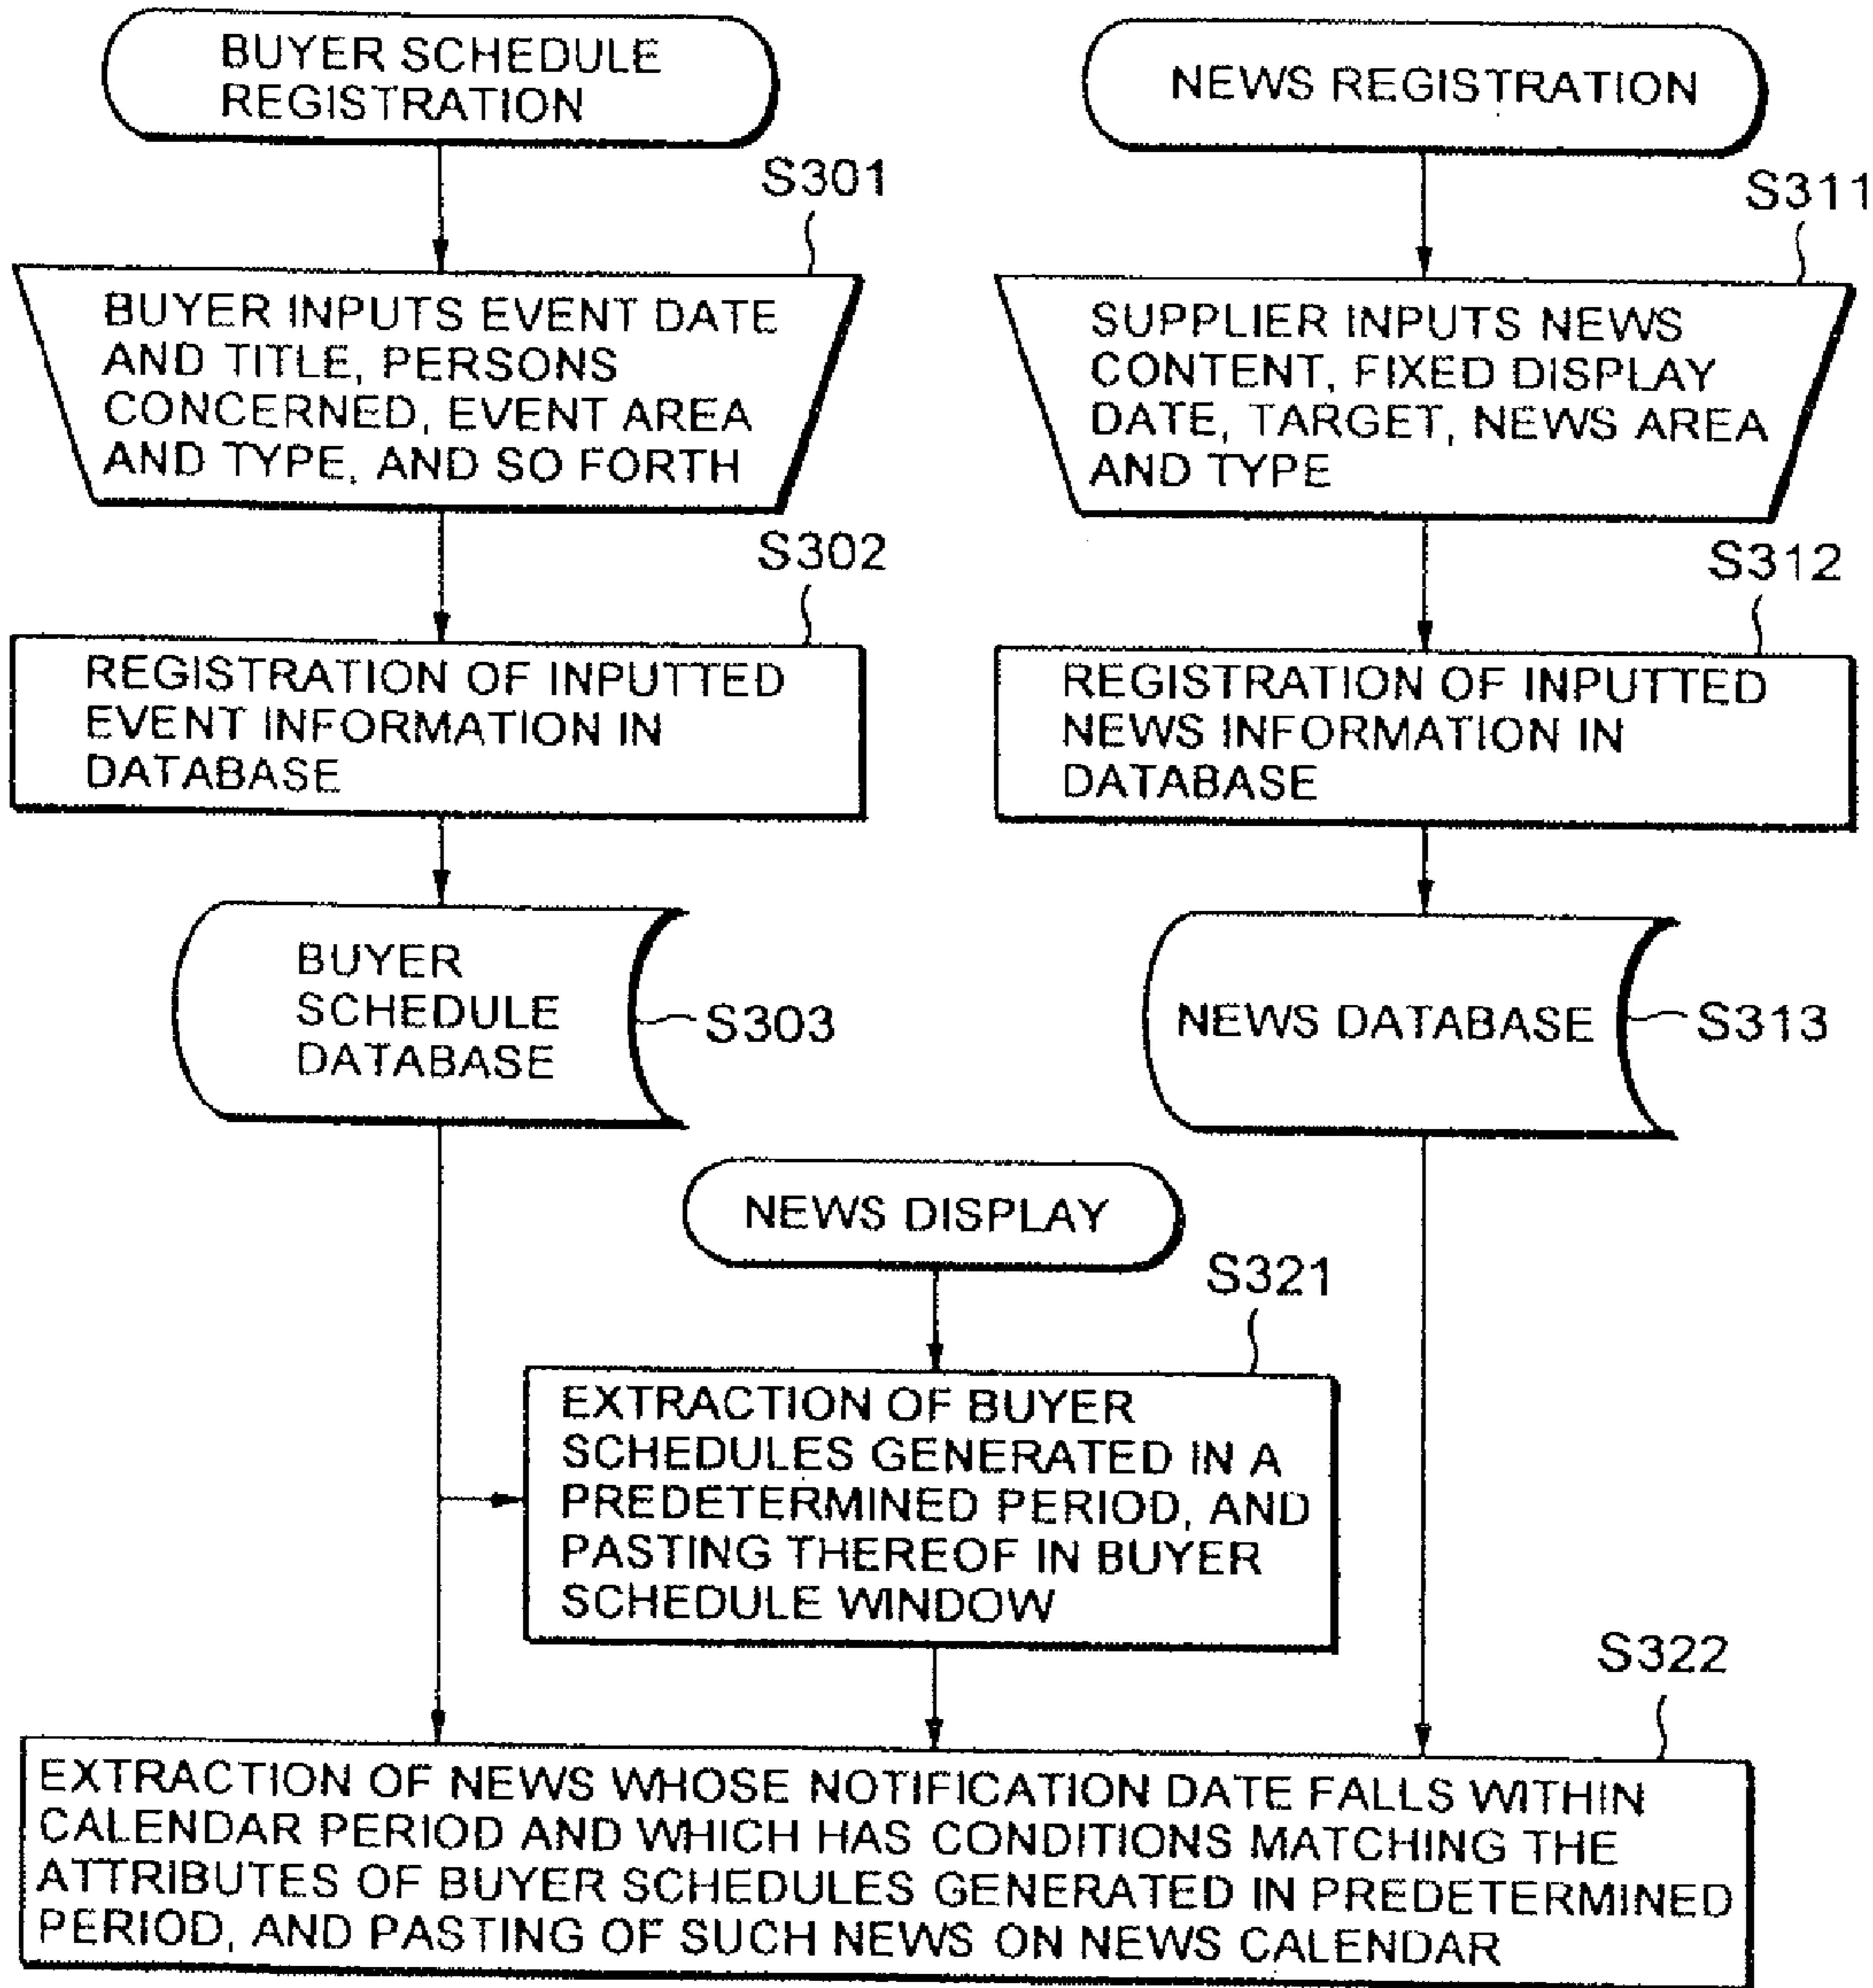 BUYER SCHEDULE
REGISTRATION
S301
BUYER INPUTS EVENT DATE
AND TITLE, PERSONS
CONCERNED, EVENT AREA
AND TYPE, AND SO FORTH
S302
REGISTRATION OF INPUTTED
EVENT INFORMATION IN
DATABASE
BUYER
SCHEDULE
DATABASE
S303
NEWS REGISTRATION
S311
SUPPLIER INPUTS NEWS
CONTENT, FIXED DISPLAY
DATE, TARGET, NEWS AREA
AND TYPE
S312
REGISTRATION OF INPUTTED
NEWS INFORMATION IN
DATABASE
NEWS DATABASE
S313
NEWS DISPLAY
S321
EXTRACTION OF BUYER
SCHEDULES GENERATED IN A
PREDETERMINED PERIOD, AND
PASTING THEREOF IN BUYER
SCHEDULE WINDOW
S322
EXTRACTION OF NEWS WHOSE NOTIFICATION DATE FALLS WITHIN
CALENDAR PERIOD AND WHICH HAS CONDITIONS MATCHING THE
ATTRIBUTES OF BUYER SCHEDULES GENERATED IN PREDETERMINED
PERIOD, AND PASTING OF SUCH NEWS ON NEWS CALENDAR